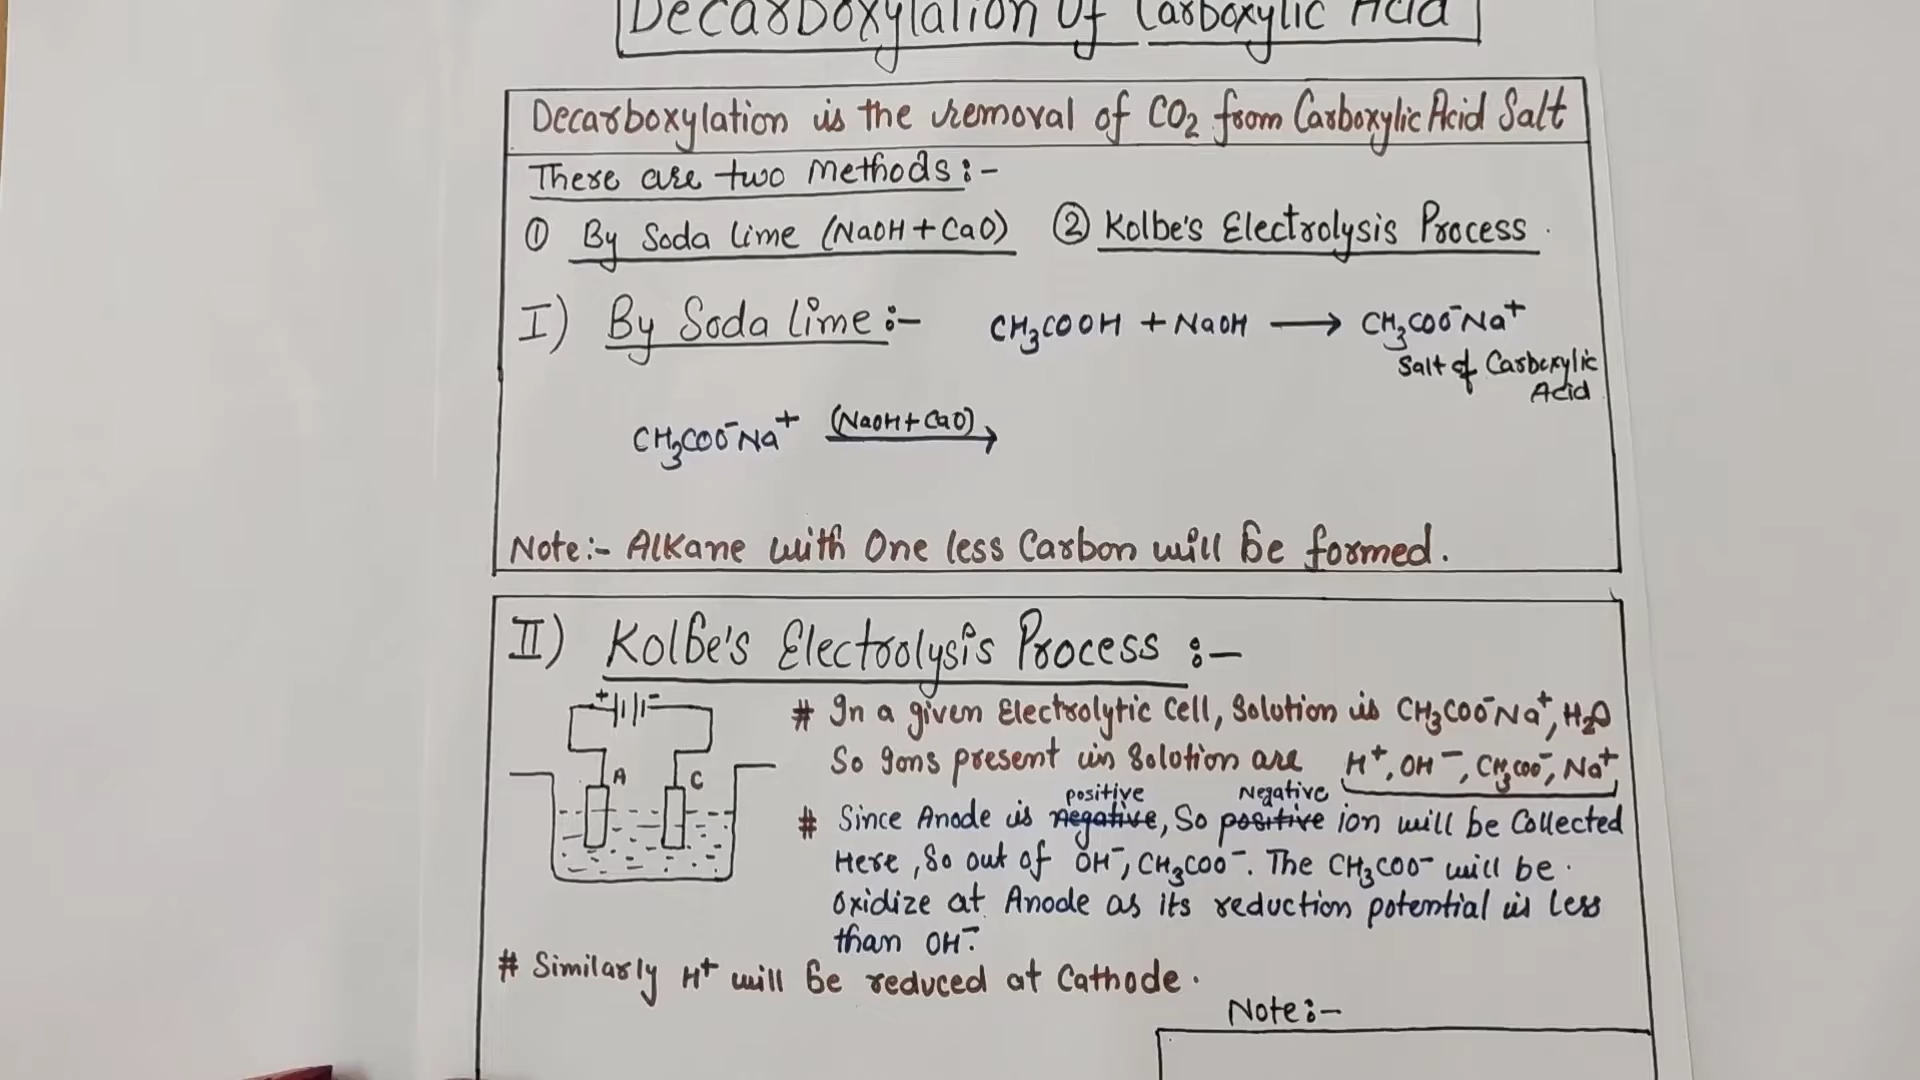 Decarboxylation Of Carboxylic Acid
Decarboxylation is the removal of CO₂ from Carboxylic Acid Salt
There are two Methods:-
① By Soda lime (NaOH+CaO) ② Kolbe's Electrolysis Process.
I) By Soda lime :- CH₃COOH + NaOH ⟶ CH₃COO⁻Na⁺
Salt of Carboxylic
Acid
CH₃COO⁻Na⁺ (NaOH+CaO) →
Note:- Alkane with One less Carbon will be formed.
II) Kolbe's Electrolysis Process :-
+ -
A C
# In a given Electrolytic Cell, Solution is CH₃COO⁻Na⁺, H₂O
So Ions present in Solution are H⁺, OH⁻, CH₃COO⁻, Na⁺
positive Negative
# Since Anode is negative, So positive ion will be Collected
Here, So out of OH⁻, CH₃COO⁻. The CH₃COO⁻ will be.
Oxidize at Anode as its reduction potential is less
than OH⁻.
# Similarly H⁺ will be reduced at Cathode.
Note:-